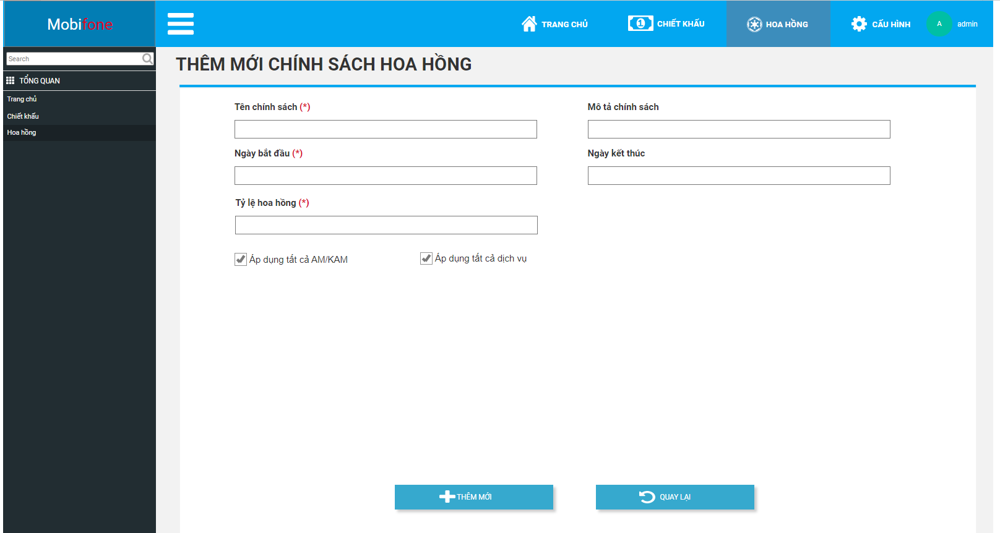 Mobifone
TRANG CHỦ
CHIẾT KHẤU
HOA HỒNG
CẤU HÌNH
A
admin
Search
TỔNG QUAN
Trang chủ
Chiết khấu
Hoa hồng
THÊM MỚI CHÍNH SÁCH HOA HỒNG
Tên chính sách (*)
Mô tả chính sách
Ngày bắt đầu (*)
Ngày kết thúc
Tỷ lệ hoa hồng (*)
Áp dụng tất cả AM/KAM
Áp dụng tất cả dịch vụ
THÊM MỚI
QUAY LẠI